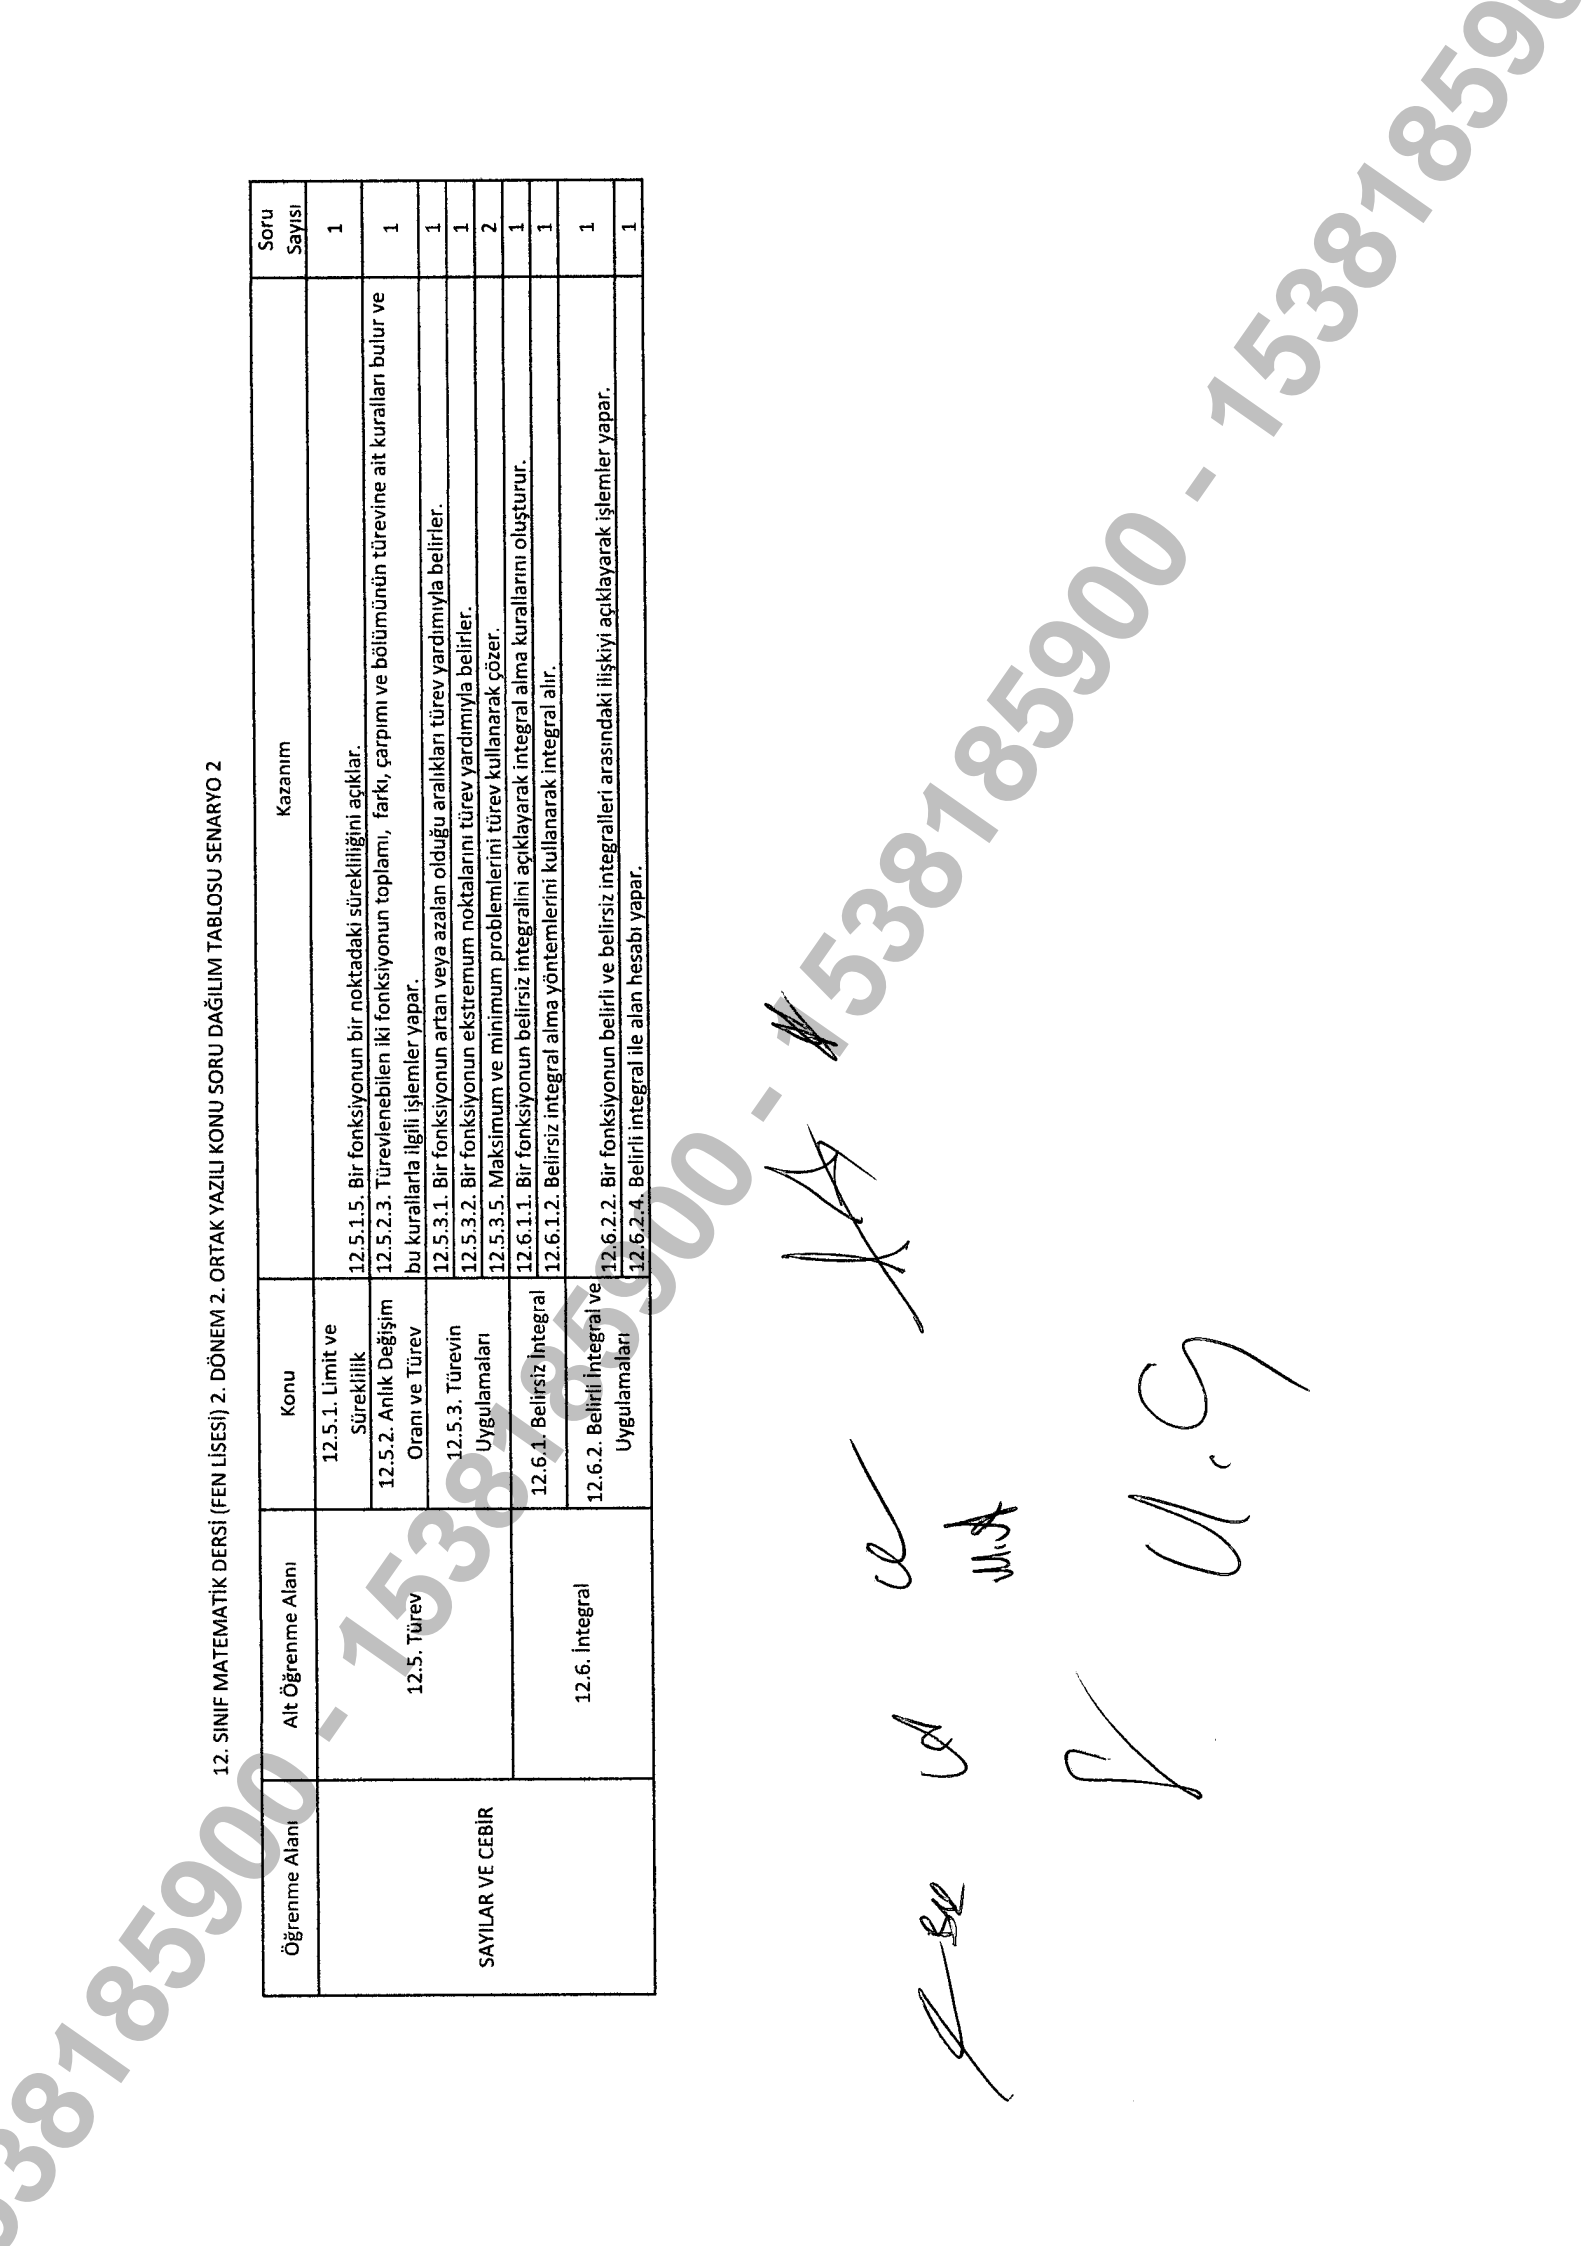 12. SINIF MATEMATİK DERSİ (FEN LİSESİ) 2. DÖNEM 2. ORTAK YAZILI KONU SORU DAĞILIM TABLOSU SENARYO 2
Öğrenme Alanı Alt Öğrenme Alanı Konu Kazanım Soru Sayısı
SAYILAR VE CEBİR
12.5. Türev
12.5.1. Limit ve
Süreklilik
12.5.1.5. Bir fonksiyonun bir noktadaki sürekliliğini açıklar. 1
12.5.2. Anlık Değişim
Oranı ve Türev
12.5.2.3. Türevlenebilen iki fonksiyonun toplamı, farkı, çarpımı ve bölümünün türevine ait kuralları bulur ve
bu kurallarla ilgili işlemler yapar. 1
12.5.3. Türevin
Uygulamaları
12.5.3.1. Bir fonksiyonun artan veya azalan olduğu aralıkları türev yardımıyla belirler. 1
12.5.3.2. Bir fonksiyonun ekstremum noktalarını türev yardımıyla belirler. 1
12.5.3.5. Maksimum ve minimum problemlerini türev kullanarak çözer. 2
12.6. İntegral
12.6.1. Belirsiz İntegral
12.6.1.1. Bir fonksiyonun belirsiz integralini açıklayarak integral alma kurallarını oluşturur. 1
12.6.1.2. Belirsiz integral alma yöntemlerini kullanarak integral alır. 1
12.6.2. Belirli İntegral ve
Uygulamaları
12.6.2.2. Bir fonksiyonun belirli ve belirsiz integralleri arasındaki ilişkiyi açıklayarak işlemler yapar. 1
12.6.2.4. Belirli integral ile alan hesabı yapar. 1
1538185900 - 1538185900 - 1538185900 - 1538185900